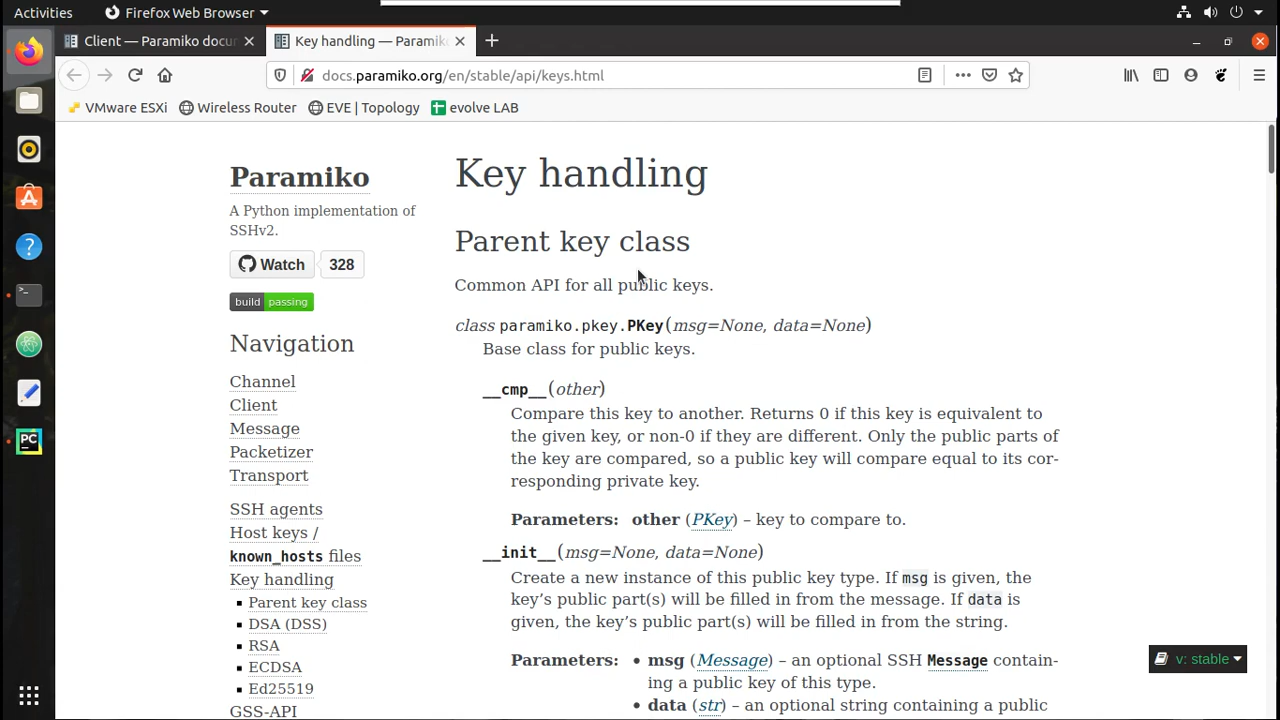 Activities
Firefox Web Browser
Client — Paramiko docu
Key handling — Paramik
docs.paramiko.org/en/stable/api/keys.html
VMware ESXi
Wireless Router
EVE | Topology
evolve LAB
Paramiko
A Python implementation of
SSHv2.
Watch
328
build passing
Navigation
Channel
Client
Message
Packetizer
Transport
SSH agents
Host keys /
known_hosts files
Key handling
Parent key class
DSA (DSS)
RSA
ECDSA
Ed25519
GSS-API
Key handling
Parent key class
Common API for all public keys.
class paramiko.pkey.PKey(msg=None, data=None)
Base class for public keys.
__cmp__(other)
Compare this key to another. Returns 0 if this key is equivalent to
the given key, or non-0 if they are different. Only the public parts of
the key are compared, so a public key will compare equal to its cor-
responding private key.
Parameters: other (PKey) – key to compare to.
__init__(msg=None, data=None)
Create a new instance of this public key type. If msg is given, the
key’s public part(s) will be filled in from the message. If data is
given, the key’s public part(s) will be filled in from the string.
Parameters: • msg (Message) – an optional SSH Message contain-
ing a public key of this type.
• data (str) – an optional string containing a public
v: stable
PC